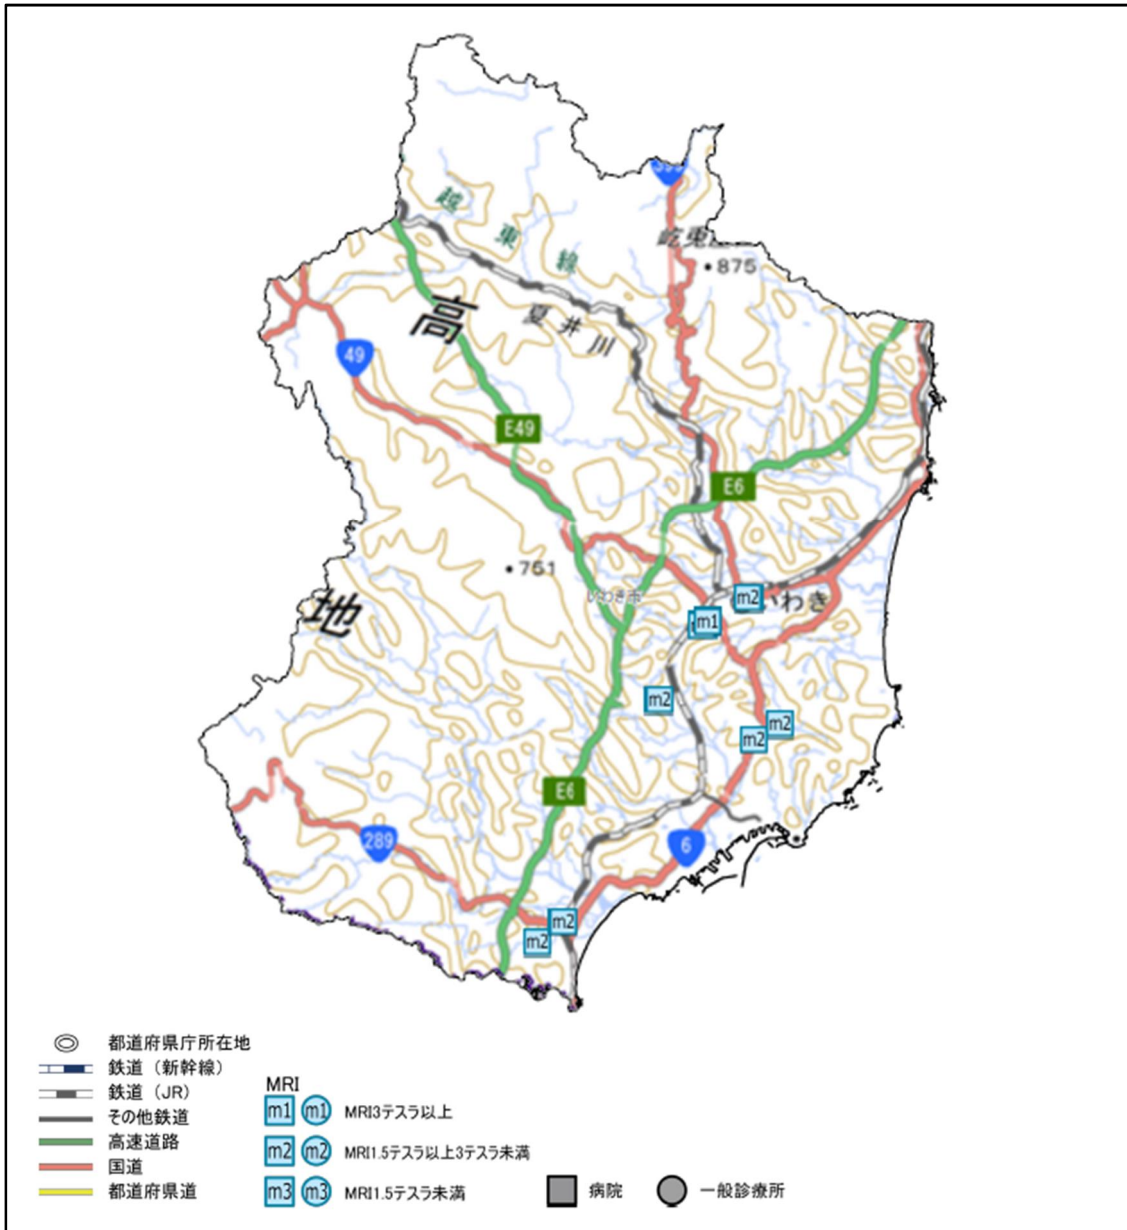 越東線
875
高
夏井川
49
E49
E6
751
いわき市
地
m2
いわき
m1
m2
m2
m2
E6
289
6
m2
m2
都道府県庁所在地
鉄道（新幹線）
鉄道（JR）
その他鉄道
高速道路
国道
都道府県道
MRI
m1 m1 MRI3テスラ以上
m2 m2 MRI1.5テスラ以上3テスラ未満
m3 m3 MRI1.5テスラ未満
病院
一般診療所